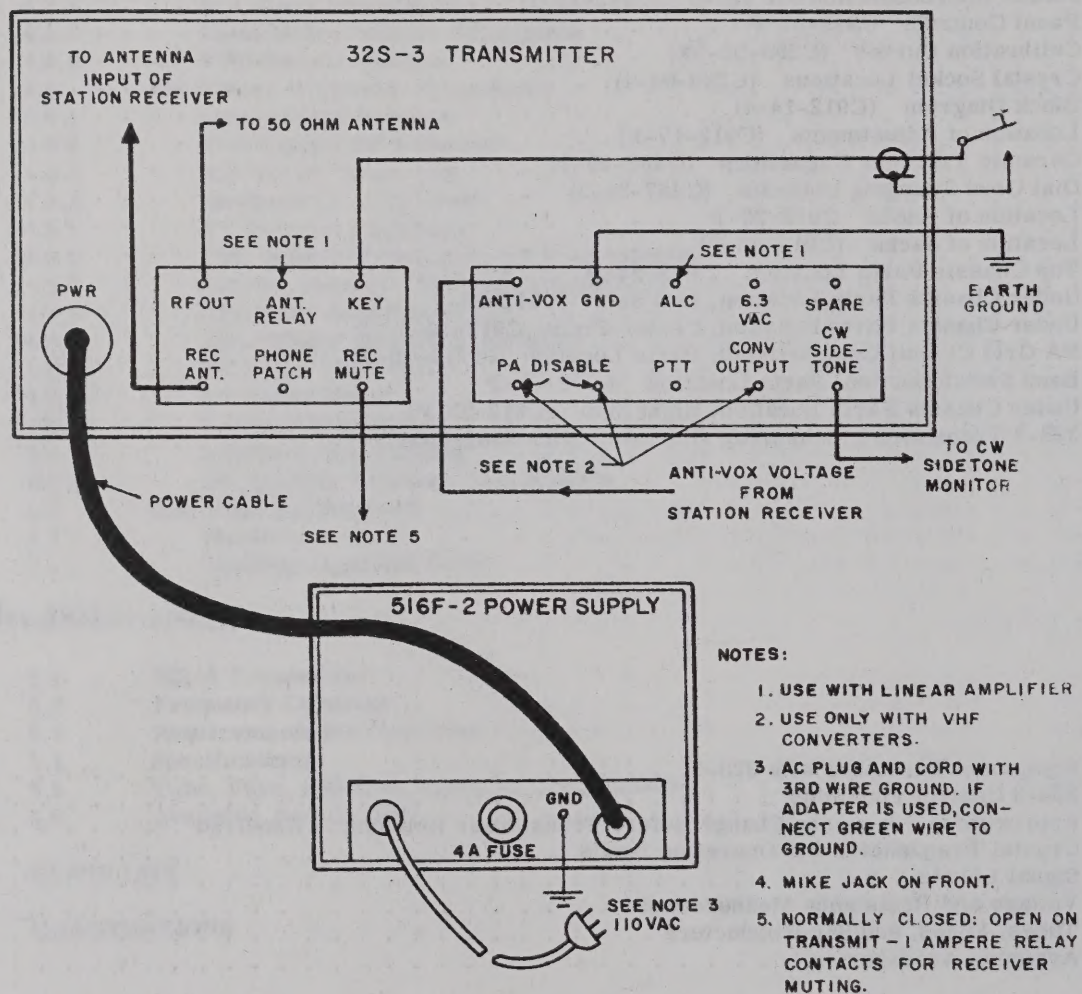 32S-3 TRANSMITTER
TO ANTENNA
INPUT OF
STATION RECEIVER
TO 50 OHM ANTENNA
SEE NOTE 1
SEE NOTE 1
PWR
RF OUT
ANT.
RELAY
KEY
ANTI-VOX
GND
ALC
6.3
VAC
SPARE
EARTH
GROUND
REC
ANT.
PHONE
PATCH
REC
MUTE
PA DISABLE
PTT
CONV
OUTPUT
CW
SIDE-
TONE
SEE NOTE 2
TO CW
SIDETONE
MONITOR
ANTI-VOX VOLTAGE
FROM
STATION RECEIVER
POWER CABLE
SEE NOTE 5
516F-2 POWER SUPPLY
GND
4A FUSE
SEE NOTE 3
110VAC
NOTES:
1. USE WITH LINEAR AMPLIFIER
2. USE ONLY WITH VHF
CONVERTERS.
3. AC PLUG AND CORD WITH
3RD WIRE GROUND. IF
ADAPTER IS USED, CON-
NECT GREEN WIRE TO
GROUND.
4. MIKE JACK ON FRONT.
5. NORMALLY CLOSED; OPEN ON
TRANSMIT - 1 AMPERE RELAY
CONTACTS FOR RECEIVER
MUTING.